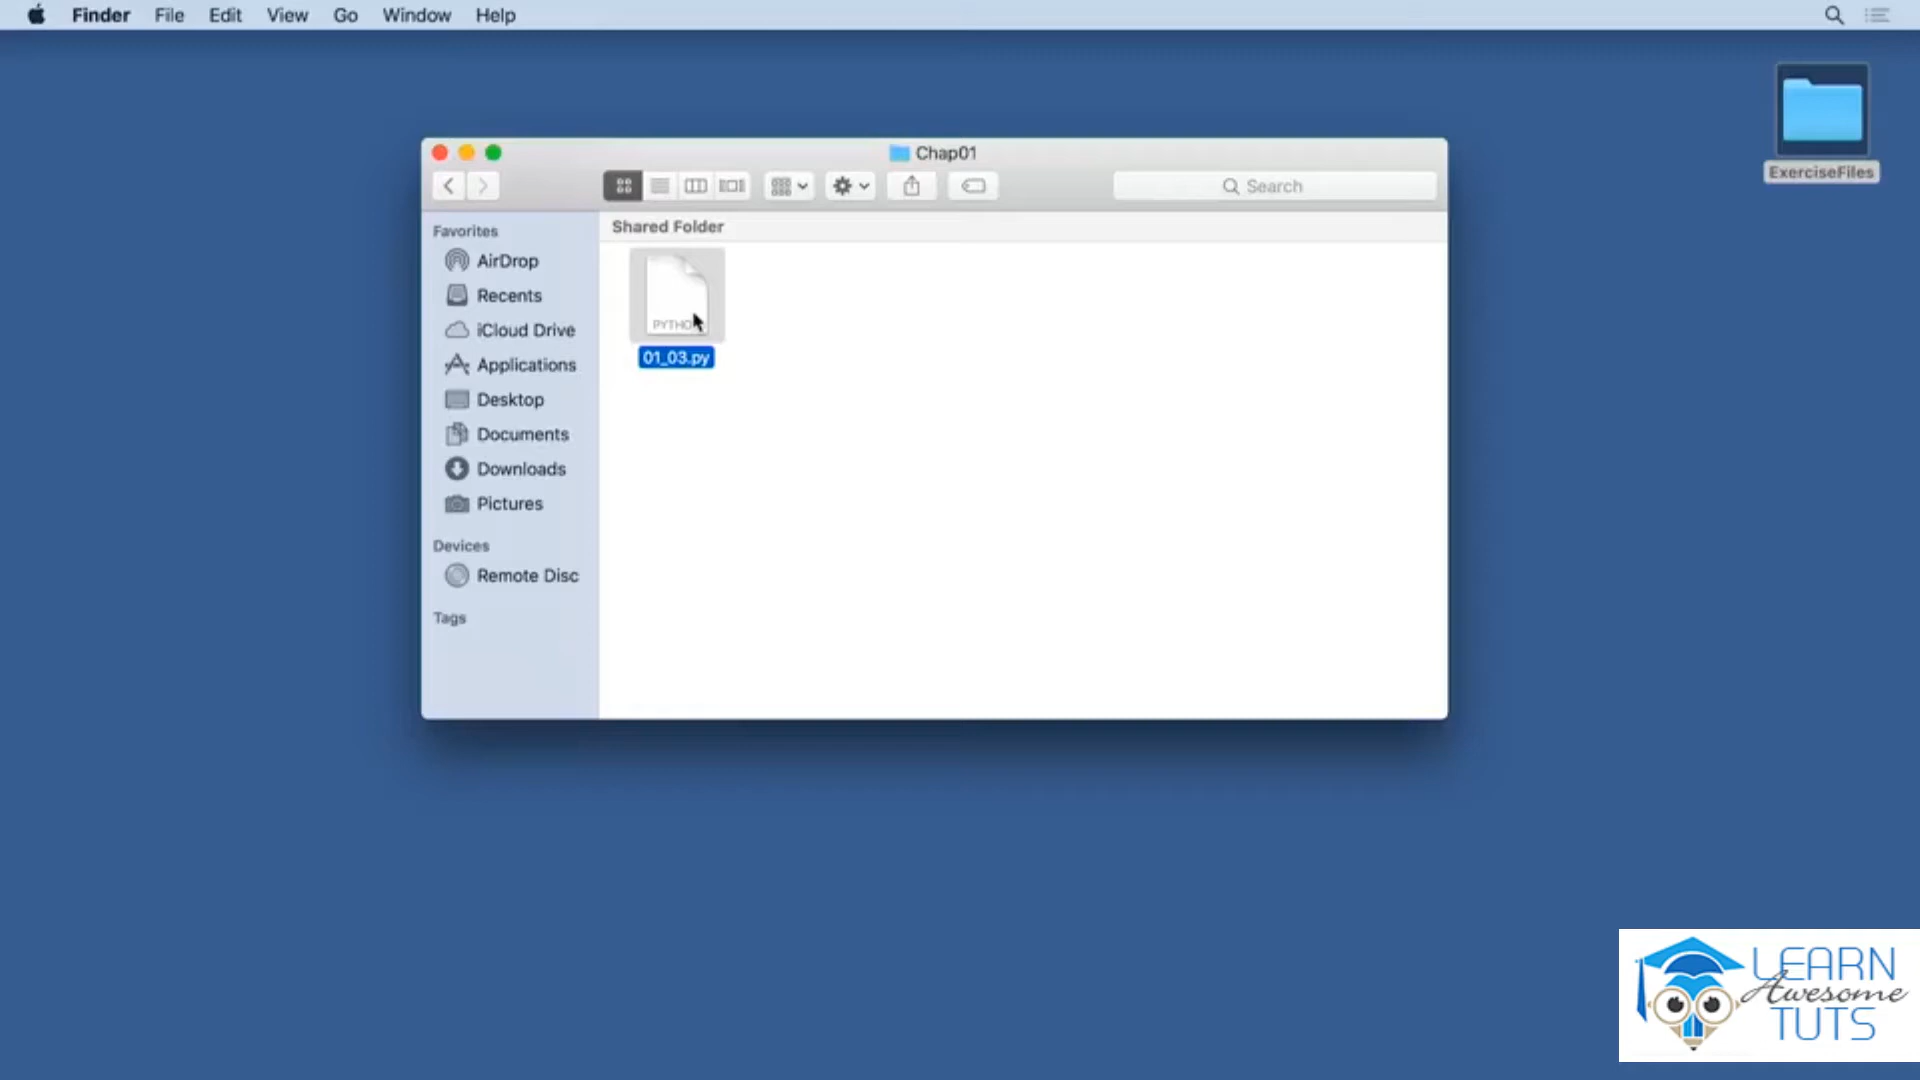 Finder File Edit View Go Window Help
ExerciseFiles
Chap01
Search
Favorites
AirDrop
Recents
iCloud Drive
Applications
Desktop
Documents
Downloads
Pictures
Devices
Remote Disc
Tags
Shared Folder
PYTHO
01_03.py
LEARN
Awesome
TUTS